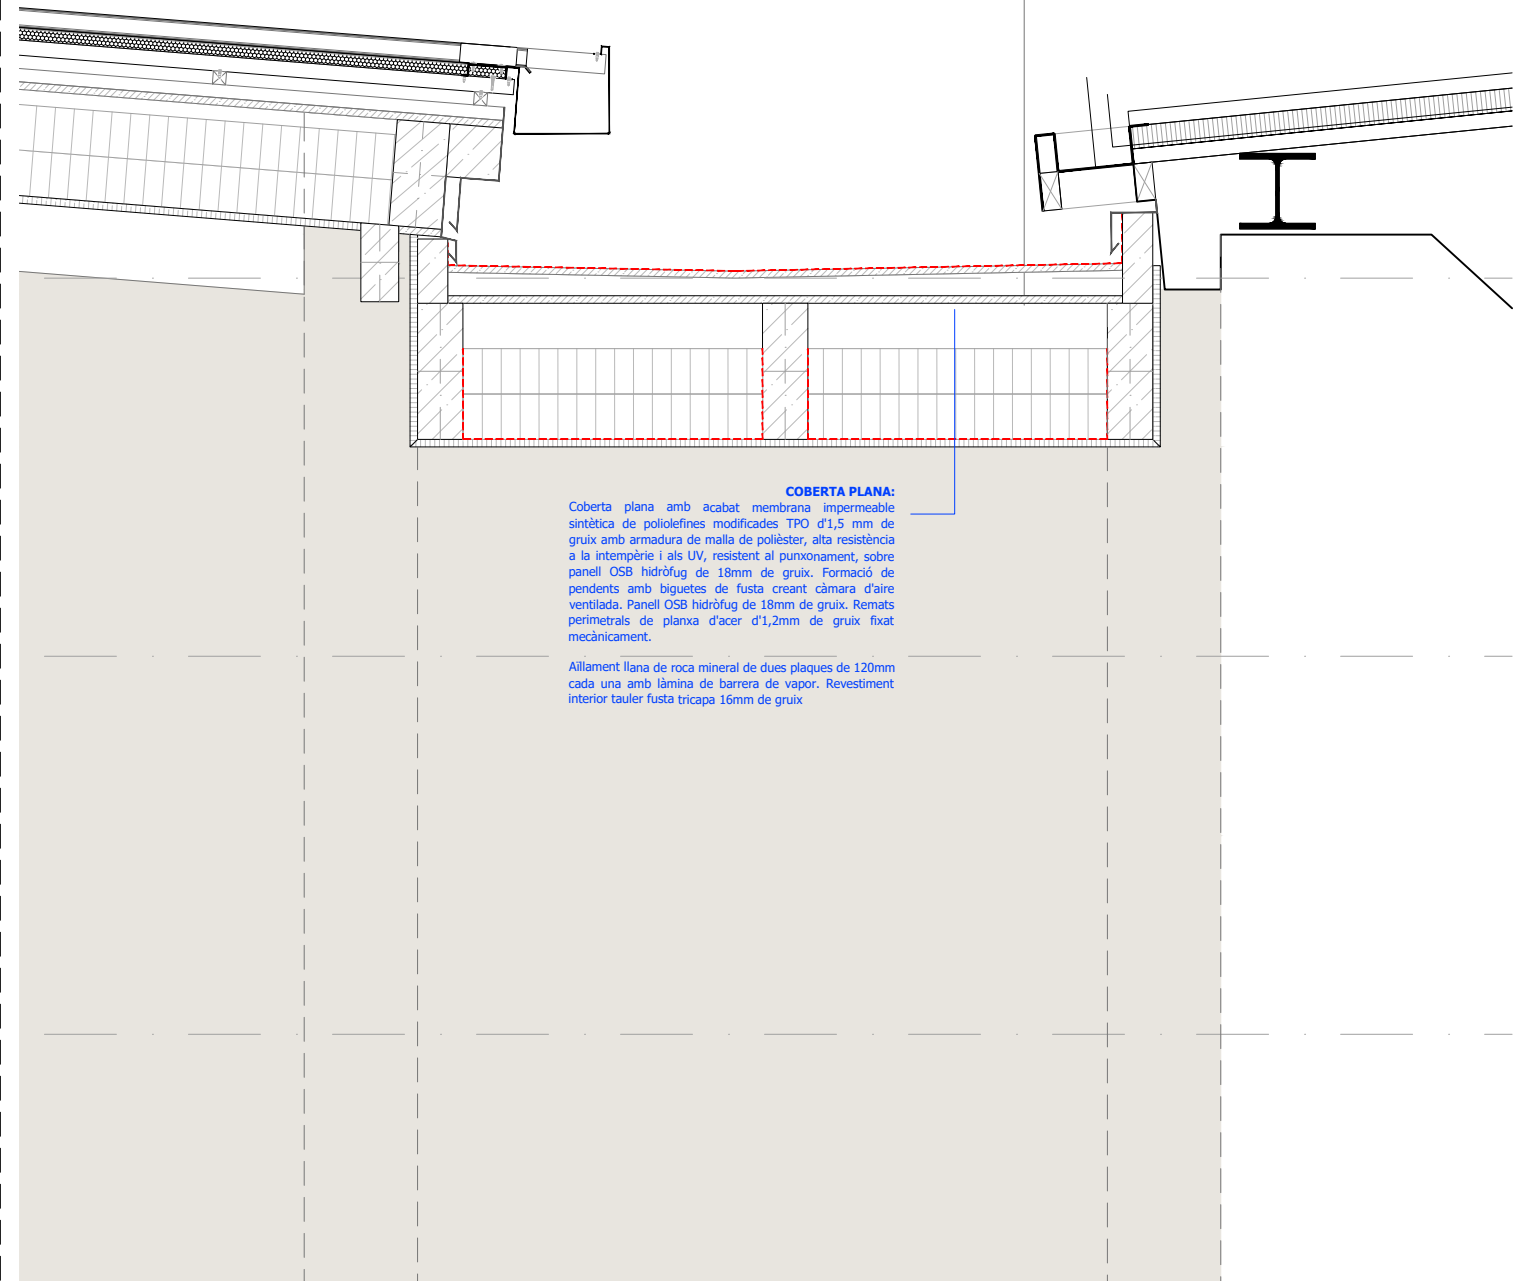 COBERTA PLANA:
Coberta plana amb acabat membrana impermeable
sintètica de poliolefines modificades TPO d'1,5 mm de
gruix amb armadura de malla de polièster, alta resistència
a la intempèrie i als UV, resistent al punxonament, sobre
panell OSB hidròfug de 18mm de gruix. Formació de
pendents amb biguetes de fusta creant càmara d'aire
ventilada. Panell OSB hidròfug de 18mm de gruix. Remats
perimetrals de planxa d'acer d'1,2mm de gruix fixat
mecànicament.
Aïllament llana de roca mineral de dues plaques de 120mm
cada una amb làmina de barrera de vapor. Revestiment
interior tauler fusta tricapa 16mm de gruix